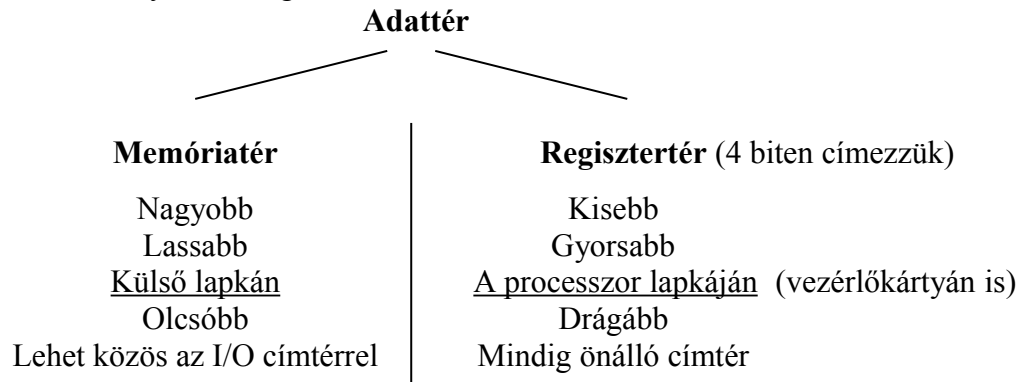 Adattér
Memóriatér
Regisztertér (4 biten címezzük)
Nagyobb
Kisebb
Lassabb
Gyorsabb
Külső lapkán
A processzor lapkáján (vezérlőkártyán is)
Olcsóbb
Drágább
Lehet közös az I/O címtérrel
Mindig önálló címtér